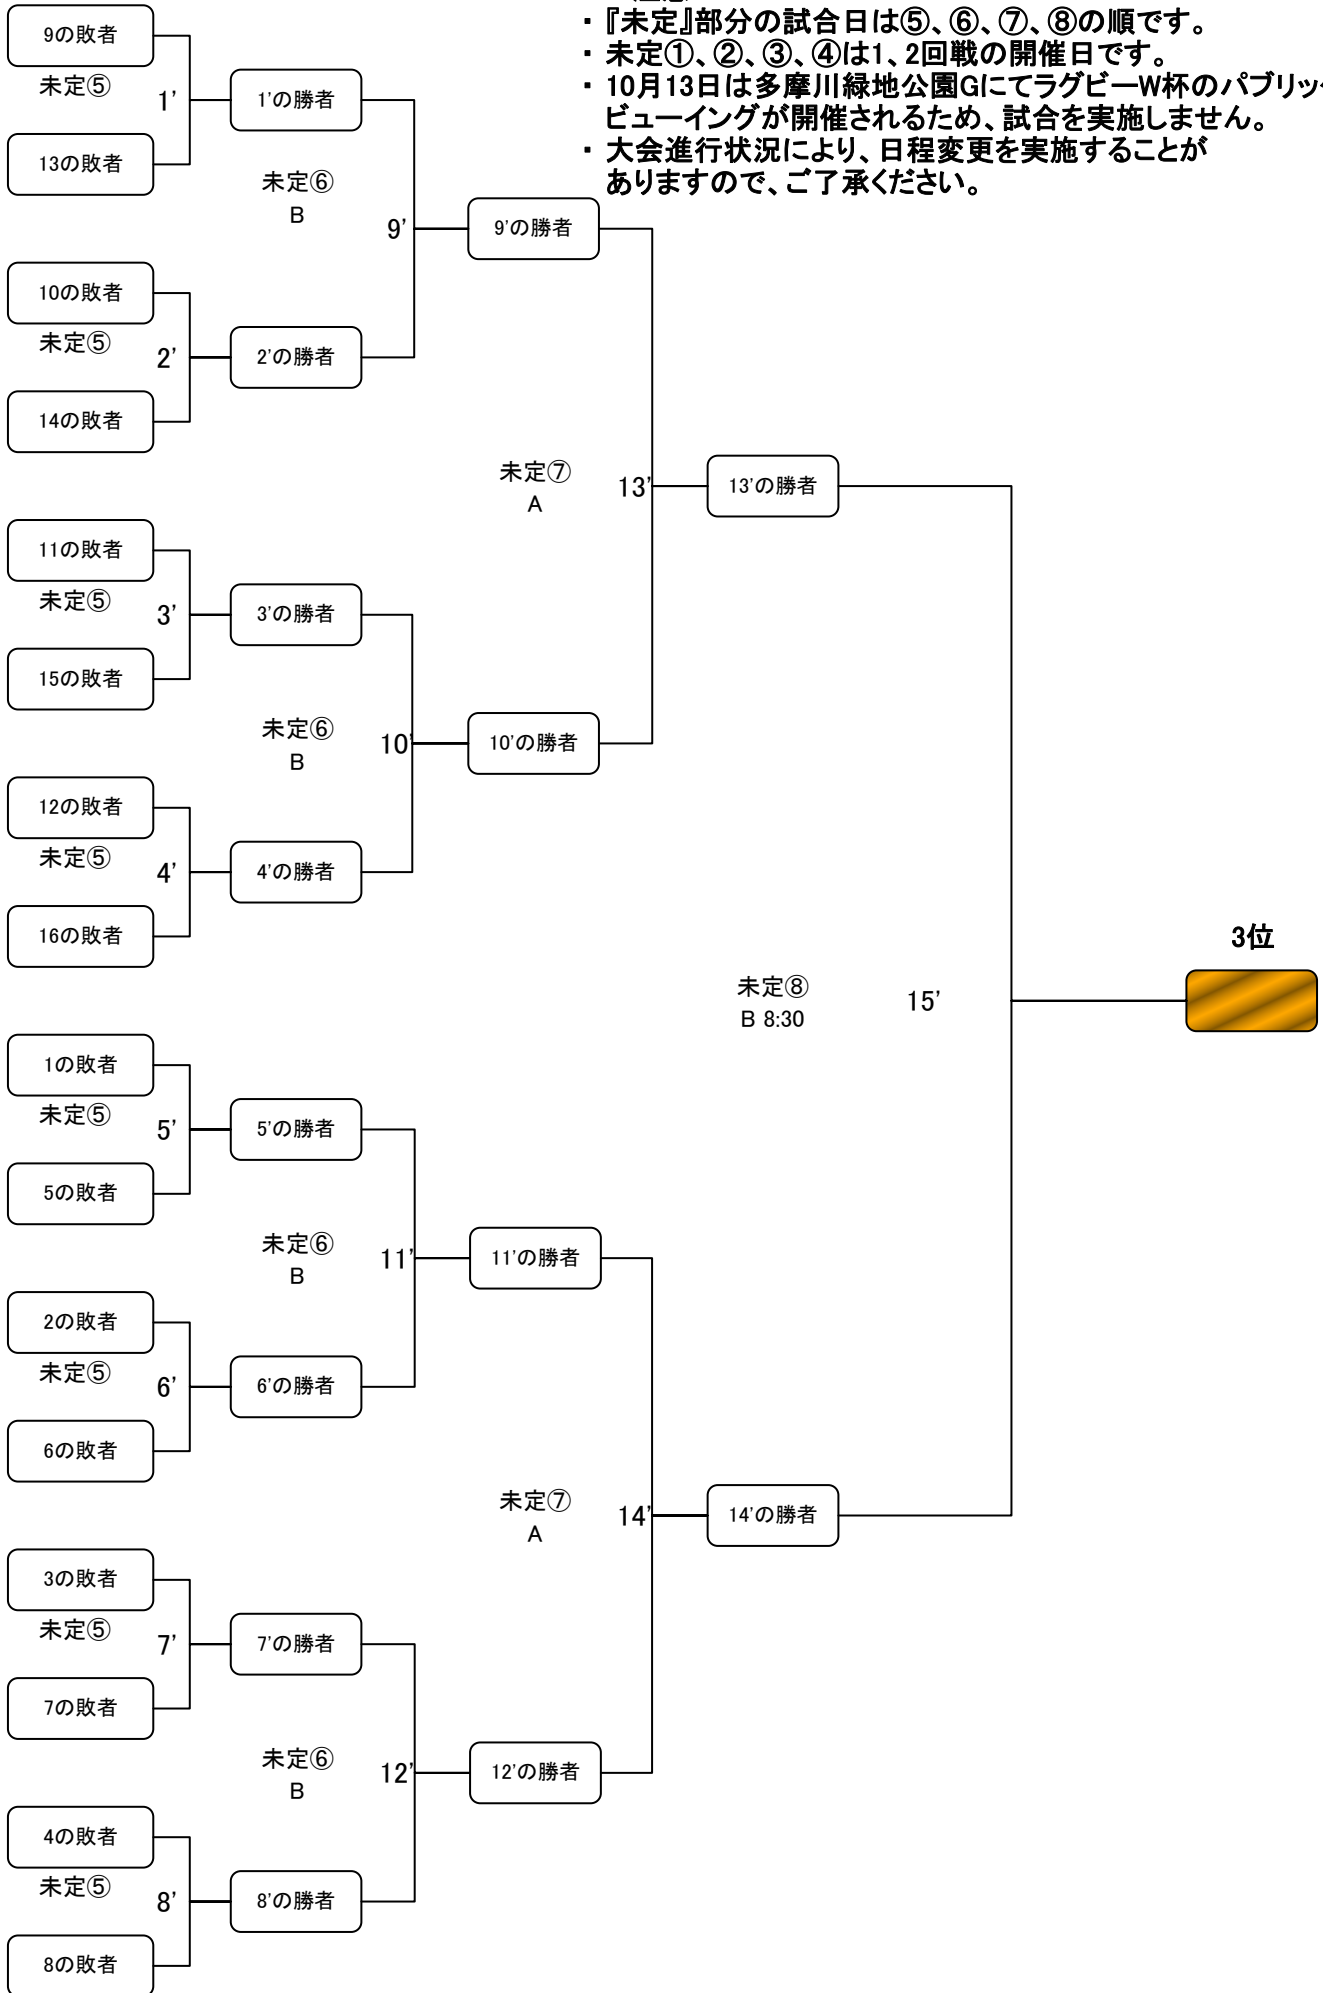 ・『未定』部分の試合日は⑤、⑥、⑦、⑧の順です。
・未定①、②、③、④は1、2回戦の開催日です。
・10月13日は多摩川緑地公園GにてラグビーW杯のパブリッ
ビューイングが開催されるため、試合を実施しません。
・大会進行状況により、日程変更を実施することが
ありますので、ご了承ください。
9の敗者
未定⑤
1'
13の敗者
1'の勝者
未定⑥
B
9'
9'の勝者
10の敗者
未定⑤
2'
14の敗者
2'の勝者
未定⑦
A
13'
13'の勝者
11の敗者
未定⑤
3'
15の敗者
3'の勝者
未定⑥
B
10'
10'の勝者
12の敗者
未定⑤
4'
16の敗者
4'の勝者
3位
未定⑧
B 8:30
15'
1の敗者
未定⑤
5'
5の敗者
5'の勝者
未定⑥
B
11'
11'の勝者
2の敗者
未定⑤
6'
6の敗者
6'の勝者
未定⑦
A
14'
14'の勝者
3の敗者
未定⑤
7'
7の敗者
7'の勝者
未定⑥
B
12'
12'の勝者
4の敗者
未定⑤
8'
8の敗者
8'の勝者